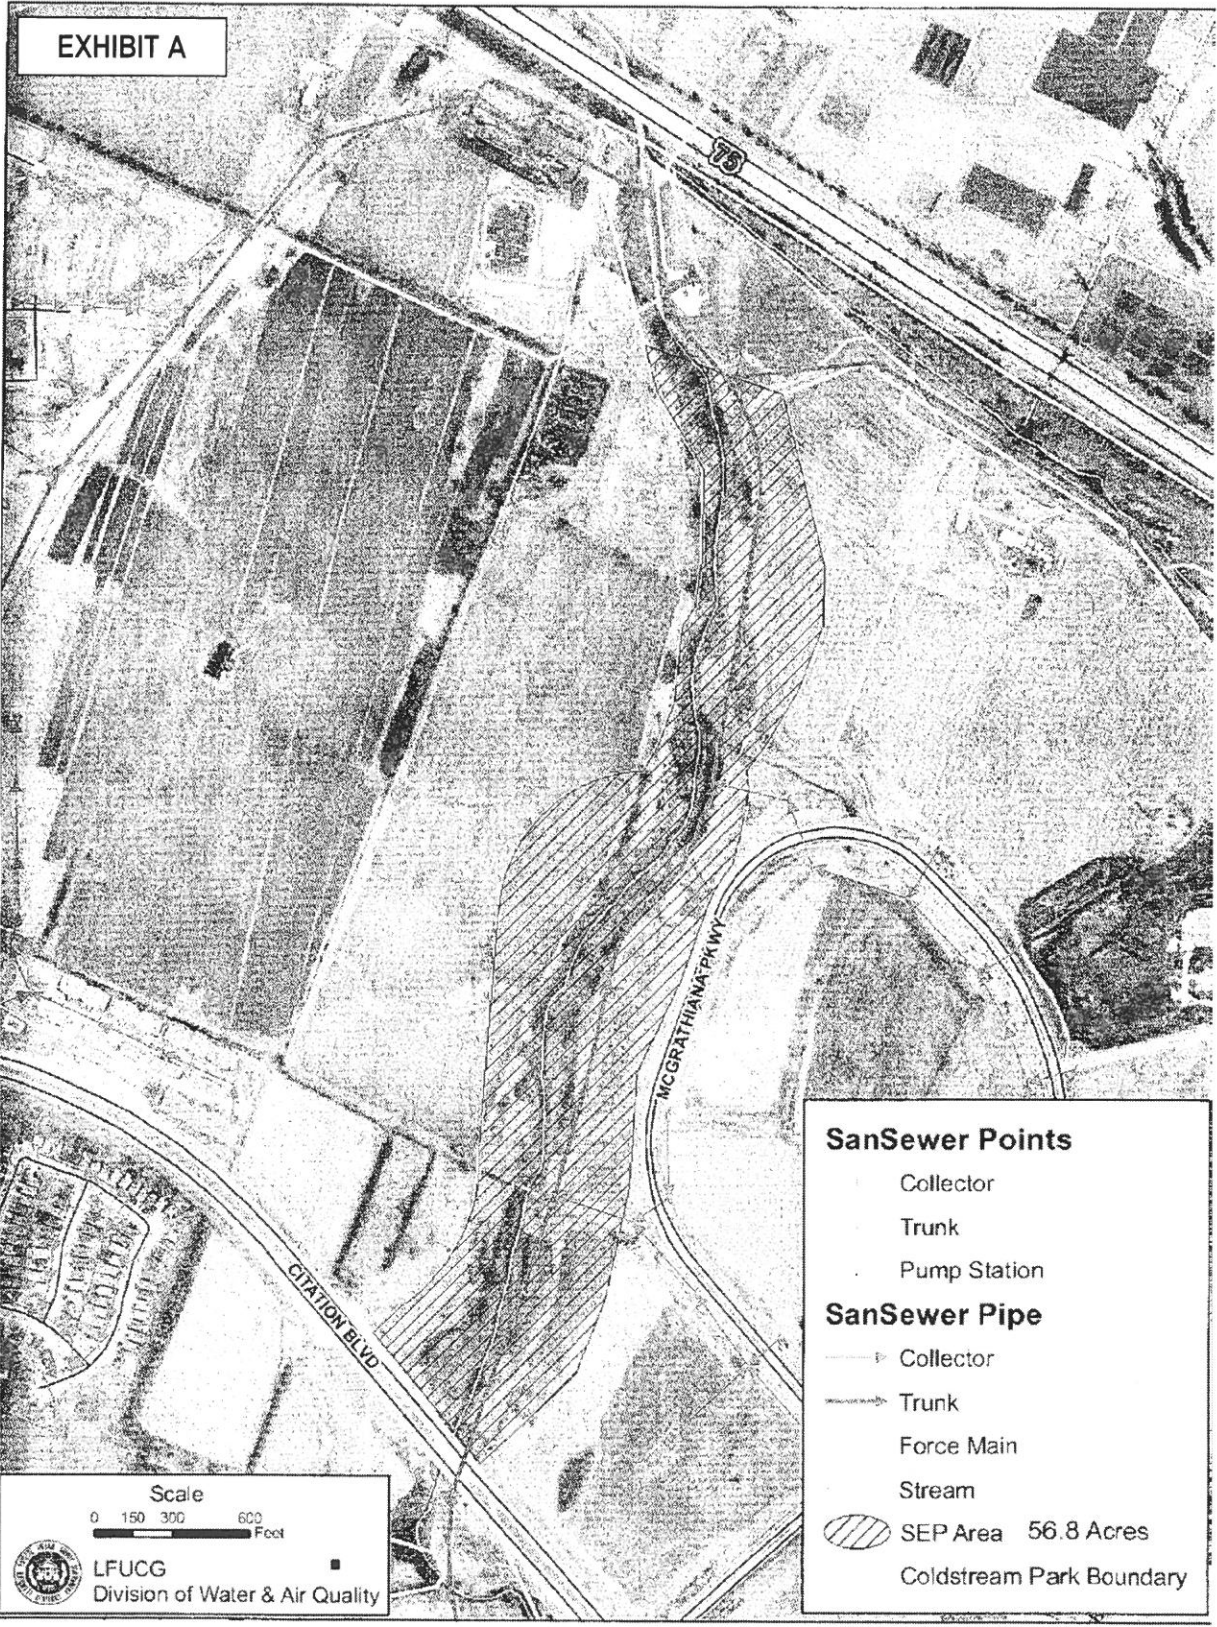 EXHIBIT A
75
MCGRATHIANA PKWY
CITATION BLVD
SanSewer Points
Collector
Trunk
Pump Station
SanSewer Pipe
Collector
Trunk
Force Main
Stream
SEP Area 56.8 Acres
Coldstream Park Boundary
Scale
0 150 300 600
Feet
LFUCG
Division of Water & Air Quality